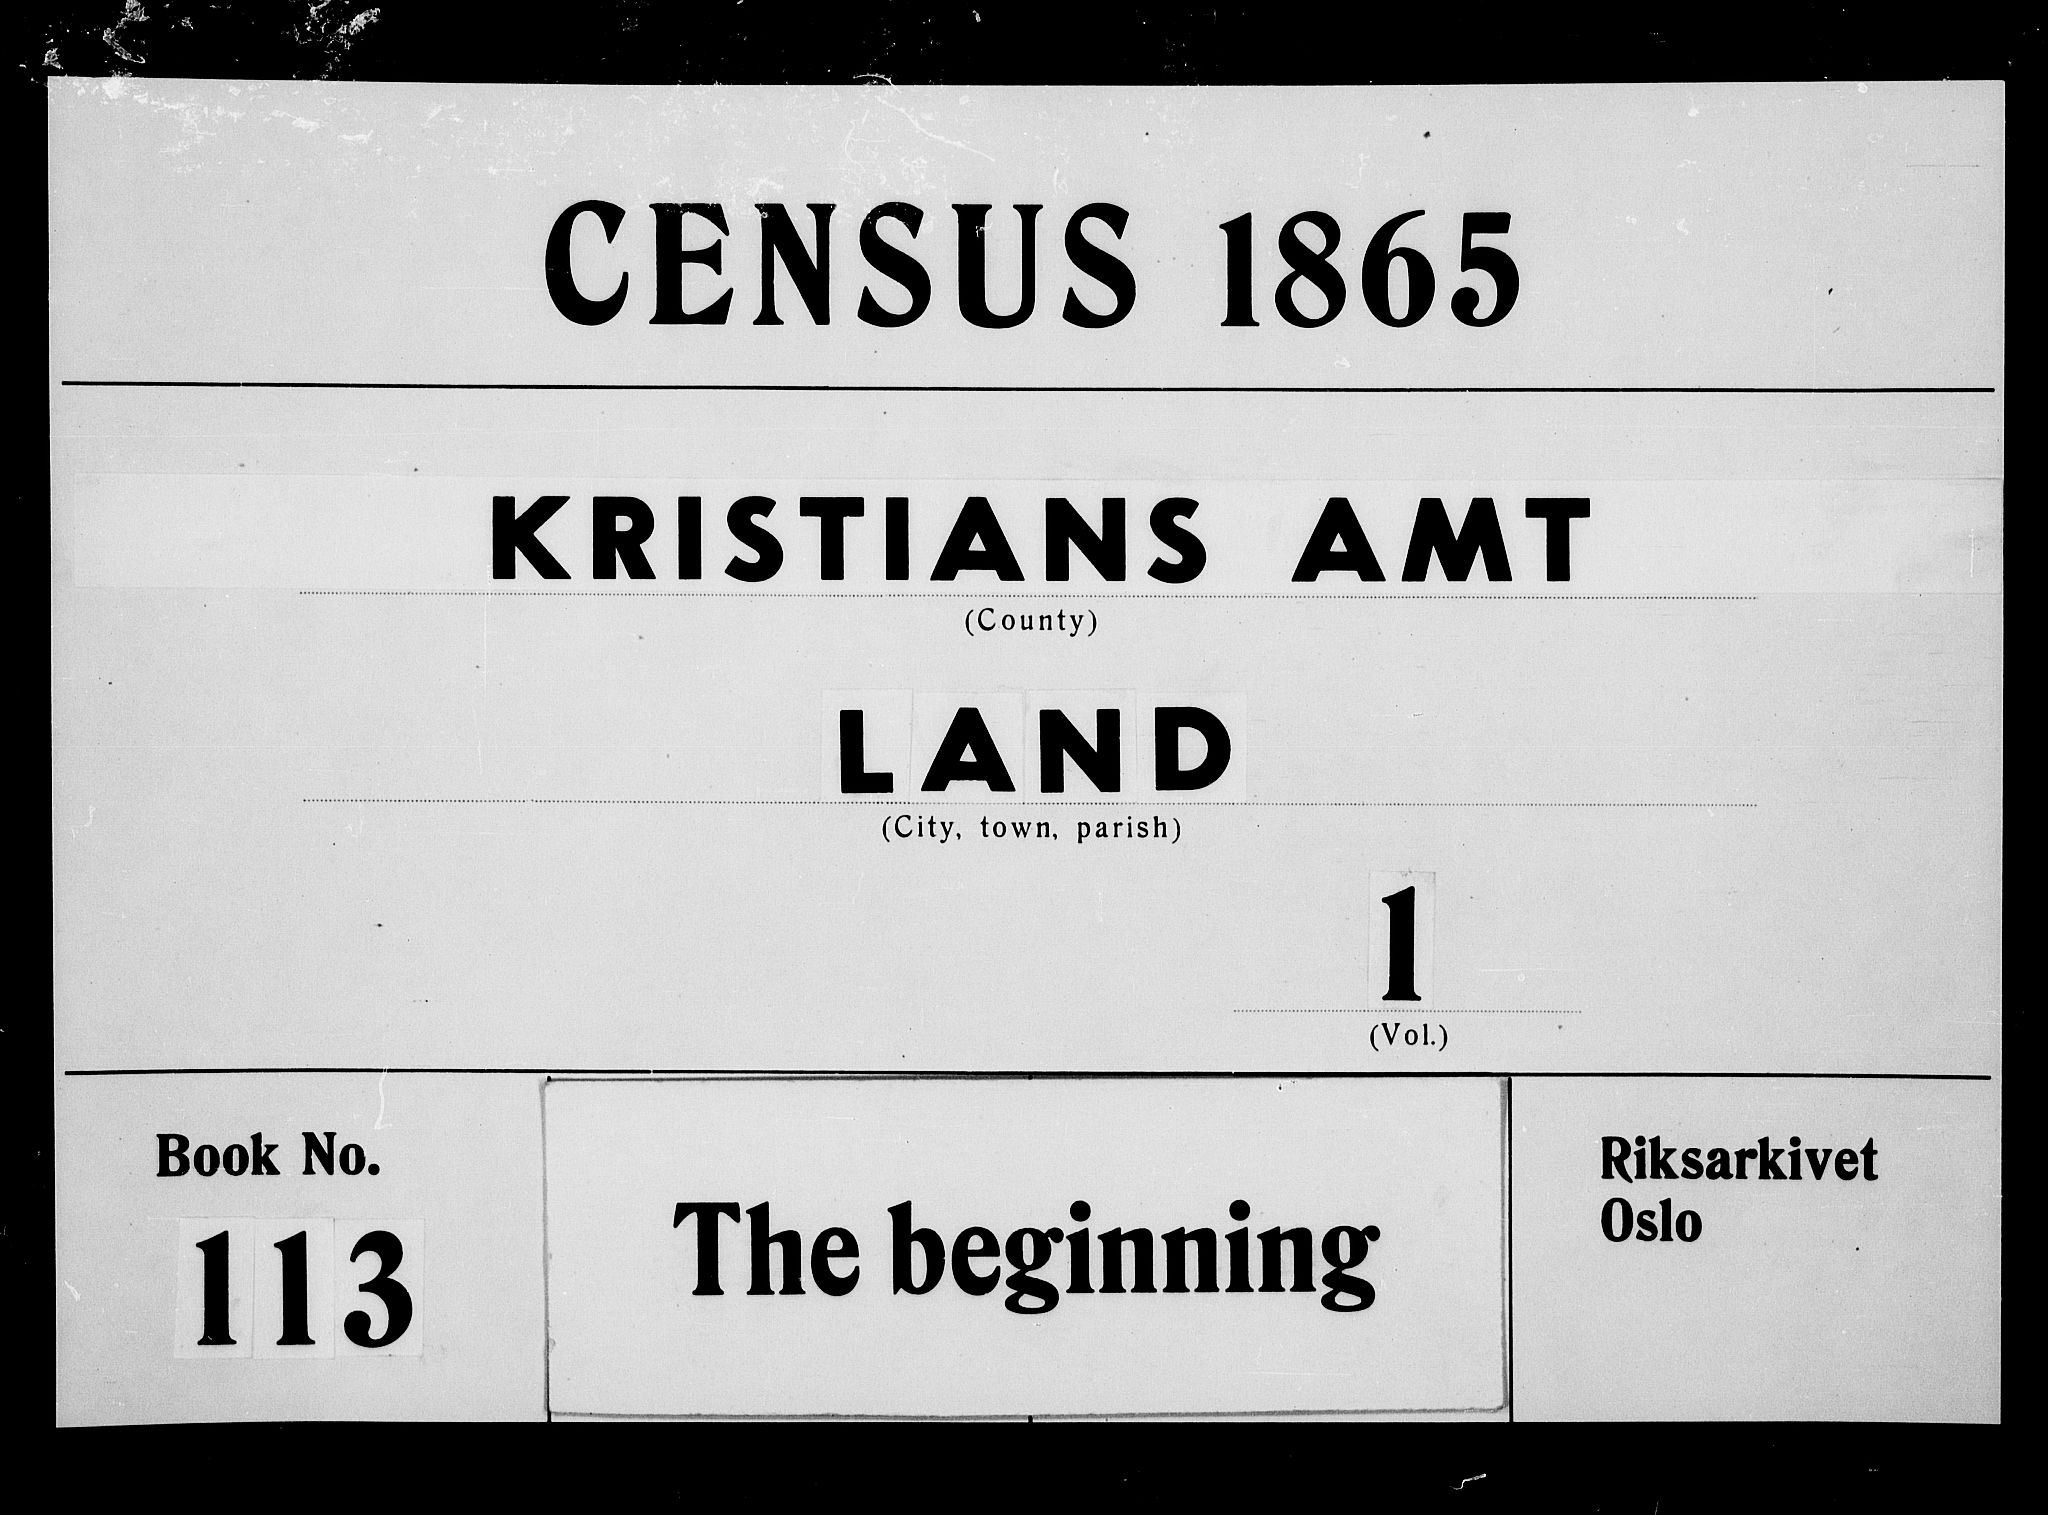 CENSUS 1865
KRISTIANS AMT
(County)
LAND
(City, town, parish)
1
(Vol.)
Book No.
113
The beginning
Riksarkivet
Oslo